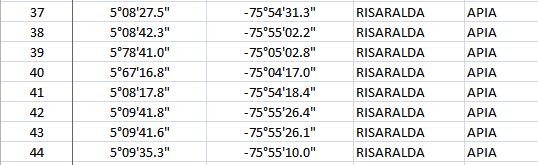 37 5°08'27.5" -75°54'31.3" RISARALDA APIA
38 5°08'42.3" -75°55'02.2" RISARALDA APIA
39 5°78'41.0" -75°05'02.8" RISARALDA APIA
40 5°67'16.8" -75°04'17.0" RISARALDA APIA
41 5°08'17.8" -75°54'18.4" RISARALDA APIA
42 5°09'41.8" -75°55'26.4" RISARALDA APIA
43 5°09'41.6" -75°55'26.1" RISARALDA APIA
44 5°09'35.3" -75°55'10.0" RISARALDA APIA